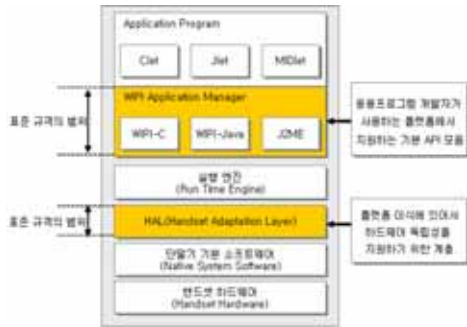 Application Program
Clet
Jlet
MIDlet
WIPI Application Manager
WIPI-C
WIPI-Java
J2ME
표준 규격의 범위
응용프로그램 개발자가
사용하는 플랫폼에서
지원하는 기본 API 모음
실행 엔진
(Run Time Engine)
표준 규격의 범위
HAL(Handset Adaptation Layer)
플랫폼 이식에 있어서
하드웨어 독립성을
지원하기 위한 계층
단말기 기본 소프트웨어
(Native System Software)
핸드셋 하드웨어
(Handset Hardware)